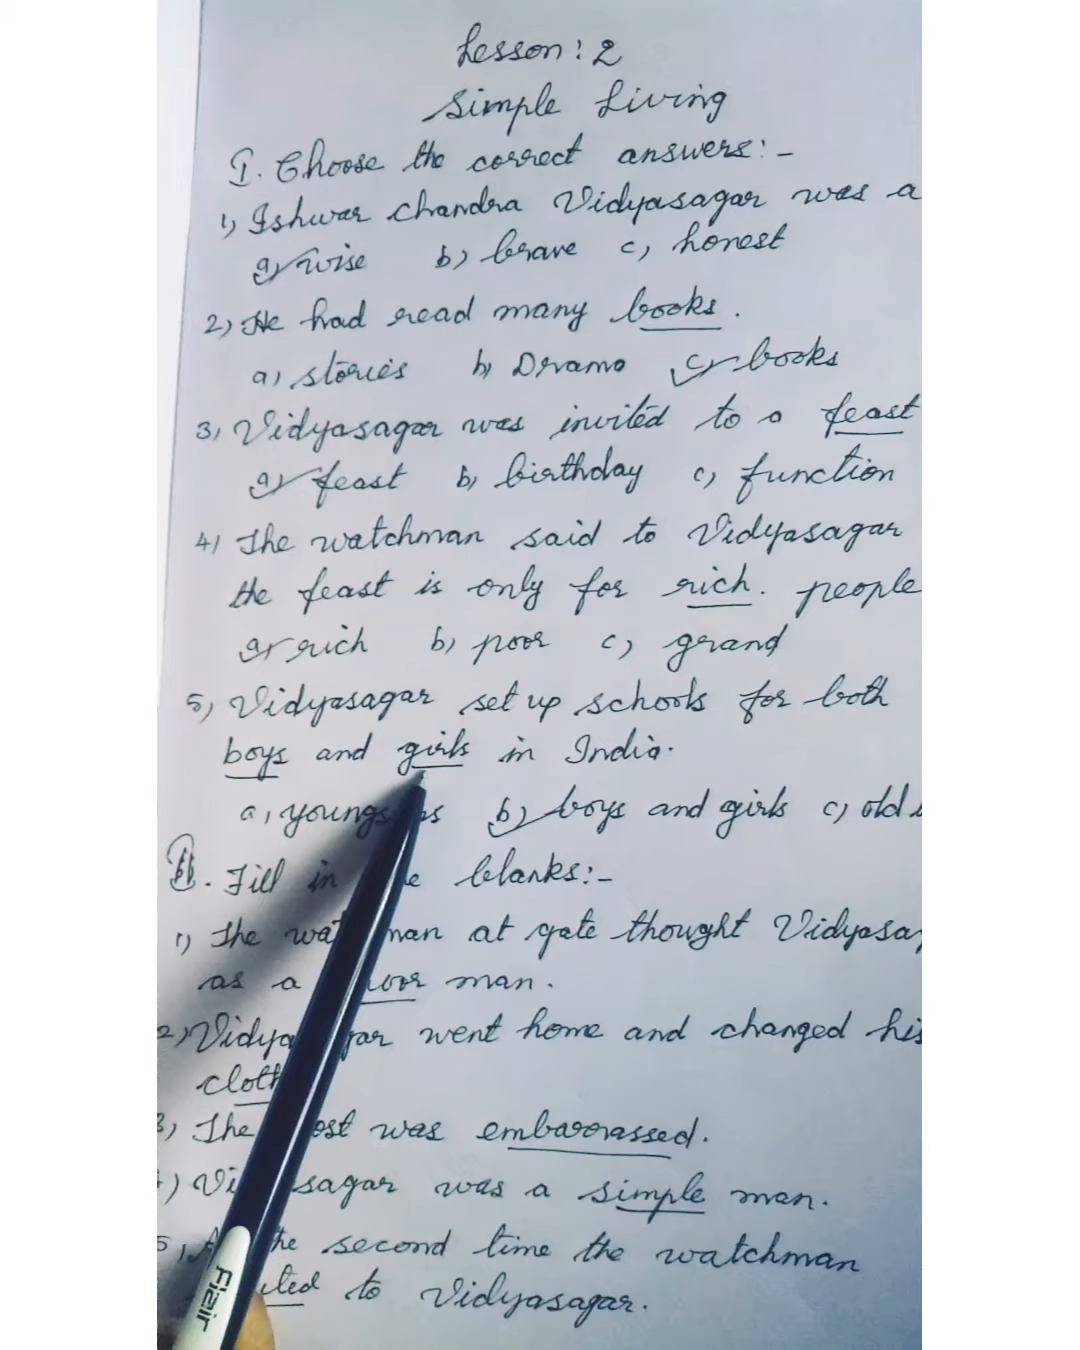 Lesson: 2
Simple Living
I. Choose the correct answers:-
1) Ishwar chandra Vidyasagar was a
a) wise b) brave c) honest
2) He had read many books.
a) stories b) Drama c) books
3) Vidyasagar was invited to a feast
a) feast b) birthday c) function
4) The watchman said to Vidyasagar
the feast is only for rich. people
a) rich b) poor c) grand
5) Vidyasagar set up schools for both
boys and girls in India.
a) b) boys and girls c) old
II. Fill in blanks:-
1) The man at gate thought
as a man.
2) went home and changed his
3) The was embarrassed.
was a simple man.
5) second time the watchman
to Vidyasagar.
Flair